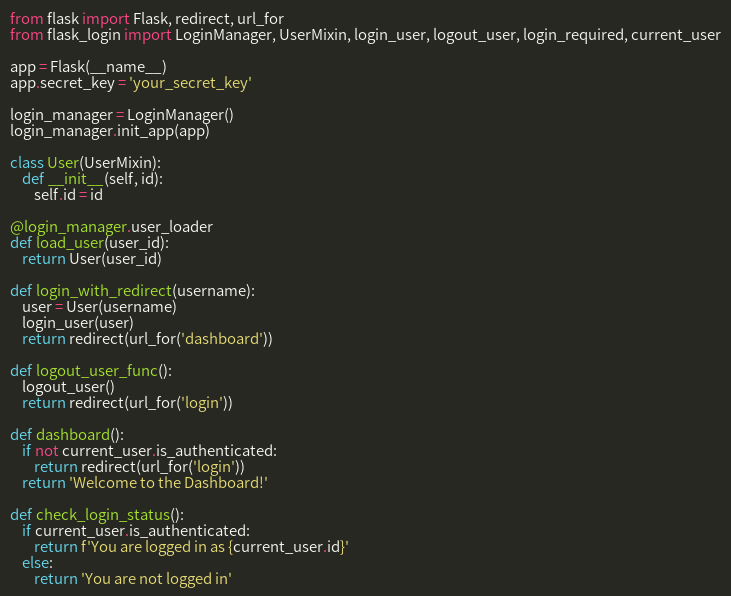 from flask import Flask, redirect, url_for
from flask_login import LoginManager, UserMixin, login_user, logout_user, login_required, current_user

app = Flask(__name__)
app.secret_key = 'your_secret_key'

login_manager = LoginManager()
login_manager.init_app(app)

class User(UserMixin):
    def __init__(self, id):
        self.id = id

@login_manager.user_loader
def load_user(user_id):
    return User(user_id)

def login_with_redirect(username):
    user = User(username)
    login_user(user)
    return redirect(url_for('dashboard'))

def logout_user_func():
    logout_user()
    return redirect(url_for('login'))

def dashboard():
    if not current_user.is_authenticated:
        return redirect(url_for('login'))
    return 'Welcome to the Dashboard!'

def check_login_status():
    if current_user.is_authenticated:
        return f'You are logged in as {current_user.id}'
    else:
        return 'You are not logged in'